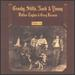 Crosby, Stills, Nash & Young
Dallas Taylor & Greg Reeves